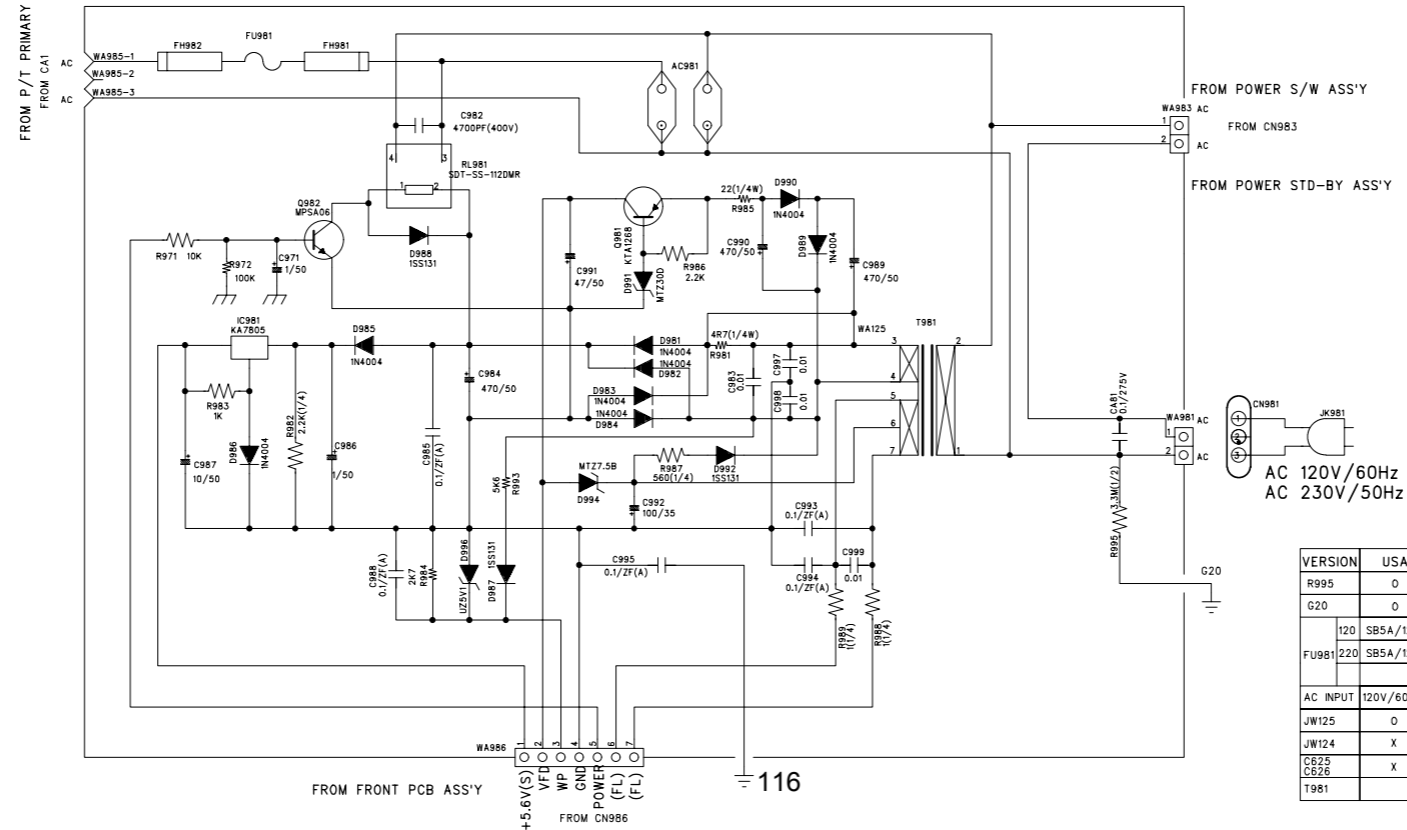 FROM P/T PRIMARY
FROM CA1
AC
WA985-1
WA985-2
AC
WA985-3
FH982
FU981
FH981
AC981
C982
4700PF(400V)
4
3
RL981
SDT-SS-112DMR
1
2
Q982
MPSA06
D988
1SS131
R971 10K
R972
100K
C971
1/50
Q981
KTA1268
22(1/4W)
R985
D990
1N4004
D989
1N4004
C990
470/50
C989
470/50
R986
2.2K
D991
MTZ30D
C991
47/50
IC981
KA7805
D985
1N4004
R983
1K
D986
1N4004
R982
2.2K(1/4)
C987
10/50
C986
1/50
C985
0.1/ZF(A)
C984
470/50
D981
1N4004
1N4004
D982
D983
1N4004
1N4004
D984
4R7(1/4W)
R981
C983
0.01
C997
0.01
C998
0.01
WA125
T981
3
4
5
6
7
2
1
5K6
R993
MTZ7.5B
D994
R987
560(1/4)
D992
1SS131
C992
100/35
C993
0.1/ZF(A)
C994
0.1/ZF(A)
C999
0.01
C995
0.1/ZF(A)
C988
0.1/ZF(A)
2K7
R984
D996
UZ5V1
1SS131
D987
R989
1(1/4)
R988
1(1/4)
FROM POWER S/W ASS'Y
WA983 AC
1
FROM CN983
2
AC
FROM POWER STD-BY ASS'Y
CA81
0.1/275V
WA981 AC
1
2
AC
CN981
1
2
3
JK981
AC 120V/60Hz
AC 230V/50Hz
R995
3.3M(1/2)
G20
WA986
1 2 3 4 5 6 7
+5.6V(S)
VFD
WP
GND
POWER
(FL)
(FL)
FROM FRONT PCB ASS'Y
FROM CN986
116
VERSION USA
R995 O
G20 O
FU981 120 SB5A/1
220 SB5A/1
AC INPUT 120V/60
JW125 O
JW124 X
C625
C626 X
T981